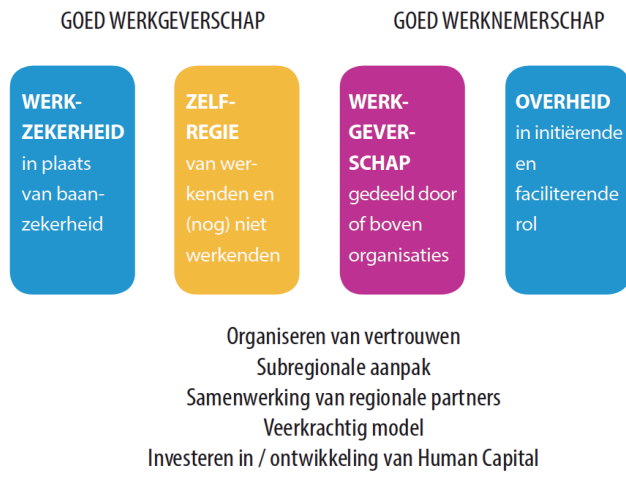 GOED WERKGEVERSCHAP
GOED WERKNEMERSCHAP
WERK-
ZEKERHEID
in plaats
van baan-
zekerheid
ZELF-
REGIE
van wer-
kenden en
(nog) niet
werkenden
WERK-
GEVER-
SCHAP
gedeeld door
of boven
organisaties
OVERHEID
in initiërende
en
faciliterende
rol
Organiseren van vertrouwen
Subregionale aanpak
Samenwerking van regionale partners
Veerkrachtig model
Investeren in / ontwikkeling van Human Capital